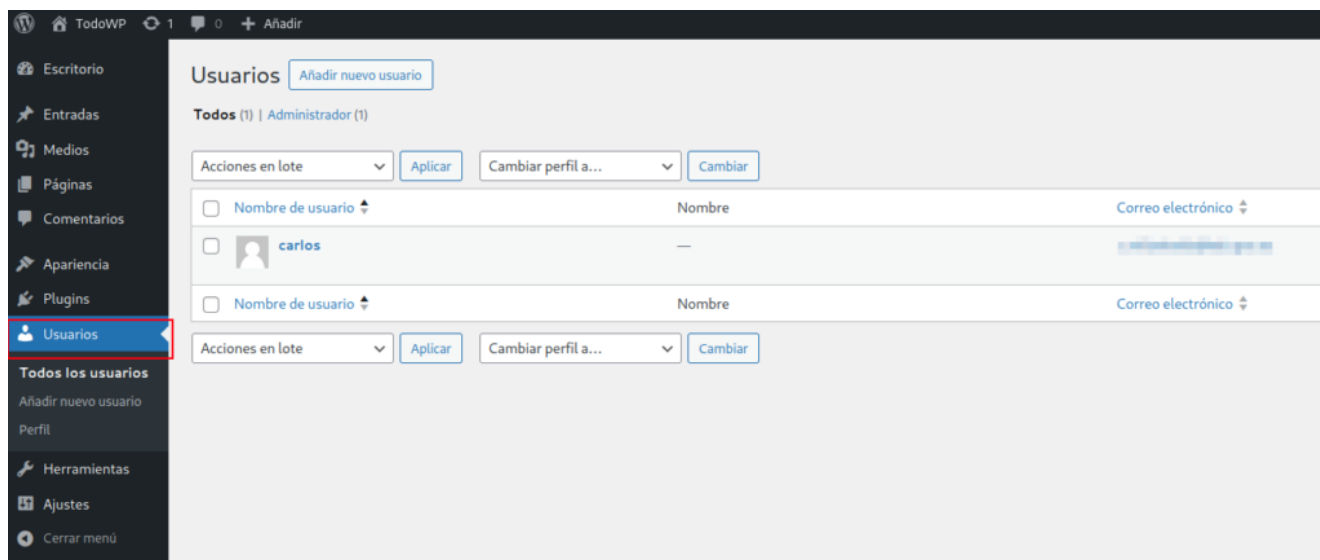 TodoWP 1 0 Añadir
Escritorio
Entradas
Medios
Páginas
Comentarios
Apariencia
Plugins
Usuarios
Todos los usuarios
Añadir nuevo usuario
Perfil
Herramientas
Ajustes
Cerrar menú
Usuarios Añadir nuevo usuario
Todos (1) | Administrador (1)
Acciones en lote Aplicar Cambiar perfil a... Cambiar
Nombre de usuario Nombre Correo electrónico
carlos —
Nombre de usuario Nombre Correo electrónico
Acciones en lote Aplicar Cambiar perfil a... Cambiar